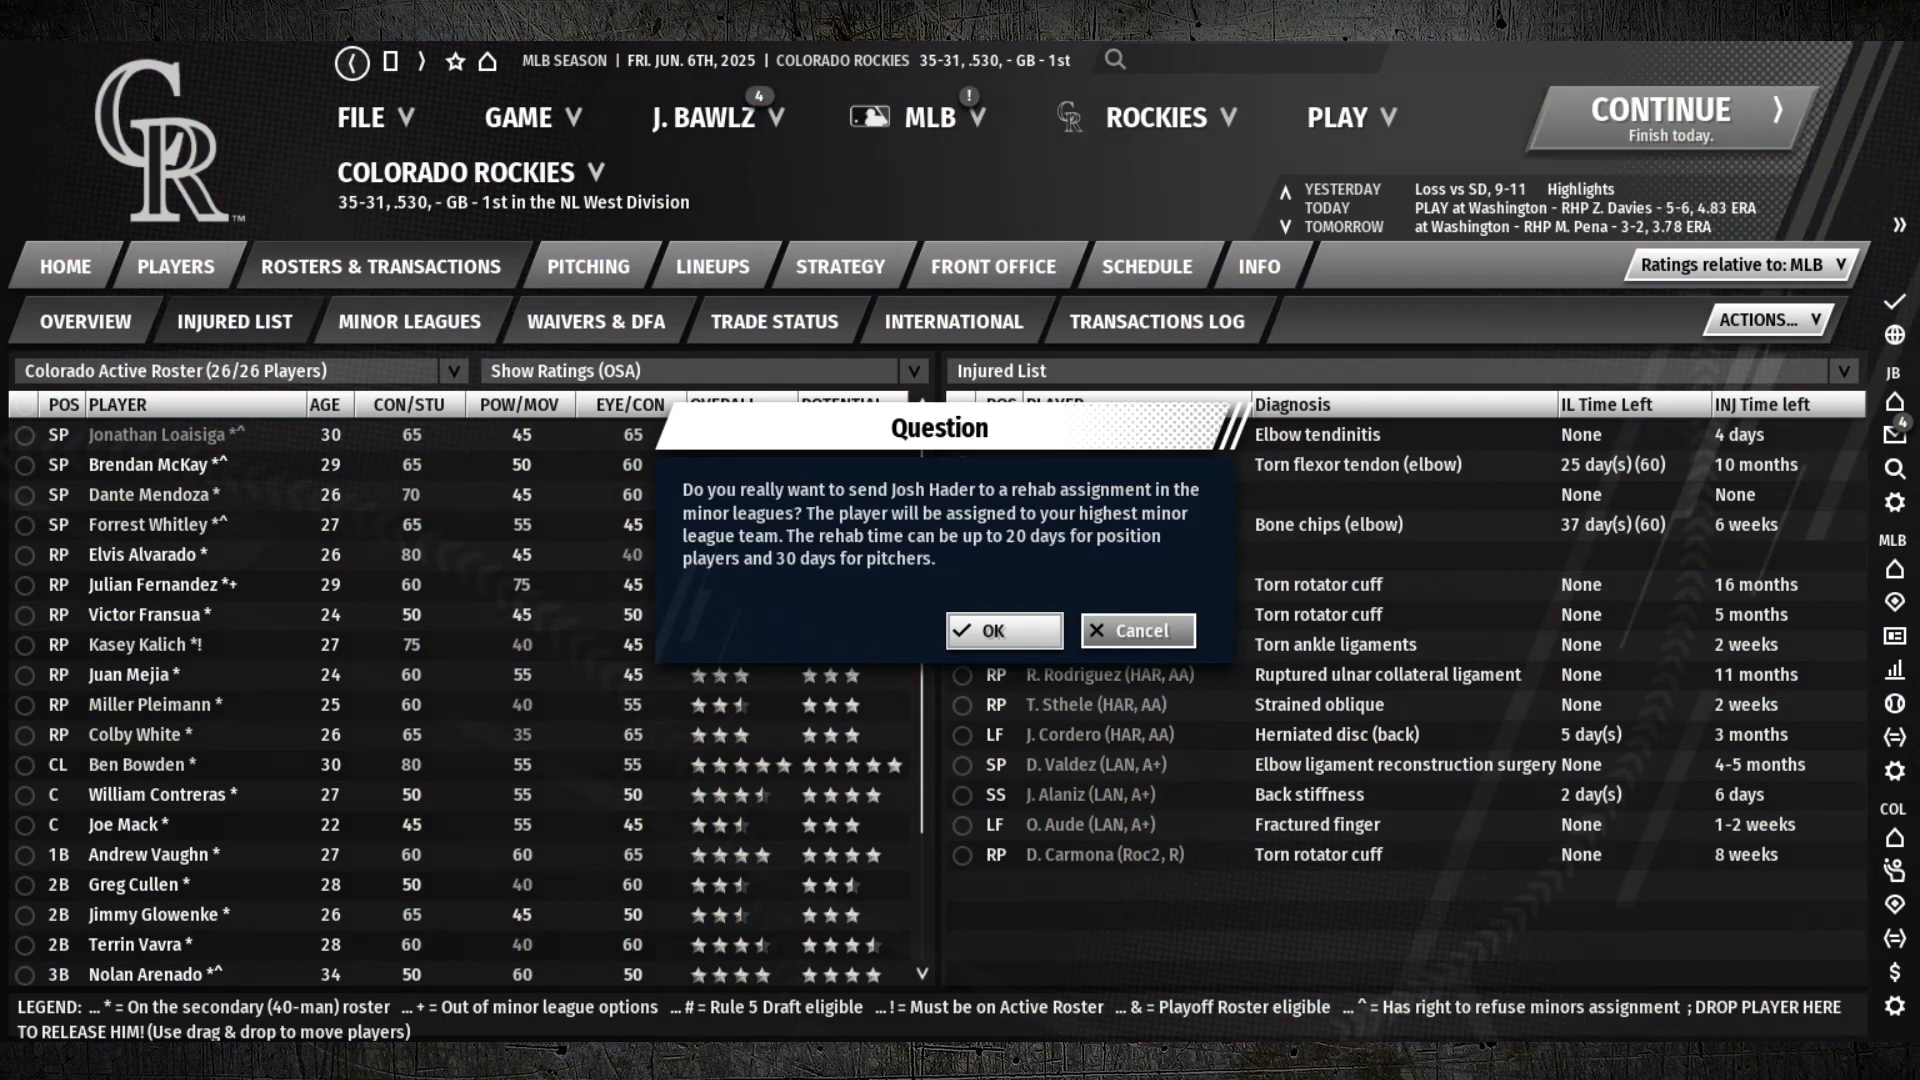 MLB SEASON | FRI. JUN. 6TH, 2025 | COLORADO ROCKIES 35-31, .530, - GB - 1st
FILE GAME J. BAWLZ 4 MLB ! ROCKIES PLAY
CONTINUE
Finish today.
COLORADO ROCKIES
35-31, .530, - GB - 1st in the NL West Division
YESTERDAY Loss vs SD, 9-11 Highlights
TODAY PLAY at Washington - RHP Z. Davies - 5-6, 4.83 ERA
TOMORROW at Washington - RHP M. Pena - 3-2, 3.78 ERA
HOME PLAYERS ROSTERS & TRANSACTIONS PITCHING LINEUPS STRATEGY FRONT OFFICE SCHEDULE INFO Ratings relative to: MLB
OVERVIEW INJURED LIST MINOR LEAGUES WAIVERS & DFA TRADE STATUS INTERNATIONAL TRANSACTIONS LOG ACTIONS...
Colorado Active Roster (26/26 Players) Show Ratings (OSA) Injured List
POS PLAYER AGE CON/STU POW/MOV EYE/CON OVERALL POTENTIAL POS PLAYER Diagnosis IL Time Left INJ Time left
SP Jonathan Loaisiga *^ 30 65 45 65 Elbow tendinitis None 4 days
SP Brendan McKay *^ 29 65 50 60 Torn flexor tendon (elbow) 25 day(s) (60) 10 months
SP Dante Mendoza * 26 70 45 60 None None
SP Forrest Whitley *^ 27 65 55 45 Bone chips (elbow) 37 day(s) (60) 6 weeks
RP Elvis Alvarado * 26 80 45 40
RP Julian Fernandez *+ 29 60 75 45 Torn rotator cuff None 16 months
RP Victor Fransua * 24 50 45 50 Torn rotator cuff None 5 months
RP Kasey Kalich *! 27 75 40 45 Torn ankle ligaments None 2 weeks
RP Juan Mejia * 24 60 55 45 RP R. Rodriguez (HAR, AA) Ruptured ulnar collateral ligament None 11 months
RP Miller Pleimann * 25 60 40 55 RP T. Sthele (HAR, AA) Strained oblique None 2 weeks
RP Colby White * 26 65 35 65 LF J. Cordero (HAR, AA) Herniated disc (back) 5 day(s) 3 months
CL Ben Bowden * 30 80 55 55 SP D. Valdez (LAN, A+) Elbow ligament reconstruction surgery None 4-5 months
C William Contreras * 27 50 55 50 SS J. Alaniz (LAN, A+) Back stiffness 2 day(s) 6 days
C Joe Mack * 22 45 55 45 LF O. Aude (LAN, A+) Fractured finger None 1-2 weeks
1B Andrew Vaughn * 27 60 60 65 RP D. Carmona (Roc2, R) Torn rotator cuff None 8 weeks
2B Greg Cullen * 28 50 40 60
2B Jimmy Glowenke * 26 65 45 50
2B Terrin Vavra * 28 60 40 60
3B Nolan Arenado *^ 34 50 60 50
Question
Do you really want to send Josh Hader to a rehab assignment in the
minor leagues? The player will be assigned to your highest minor
league team. The rehab time can be up to 20 days for position
players and 30 days for pitchers.
OK Cancel
LEGEND: ... * = On the secondary (40-man) roster ... + = Out of minor league options ... # = Rule 5 Draft eligible ... ! = Must be on Active Roster ... & = Playoff Roster eligible ... ^ = Has right to refuse minors assignment ; DROP PLAYER HERE
TO RELEASE HIM! (Use drag & drop to move players)
JB
4
MLB
COL